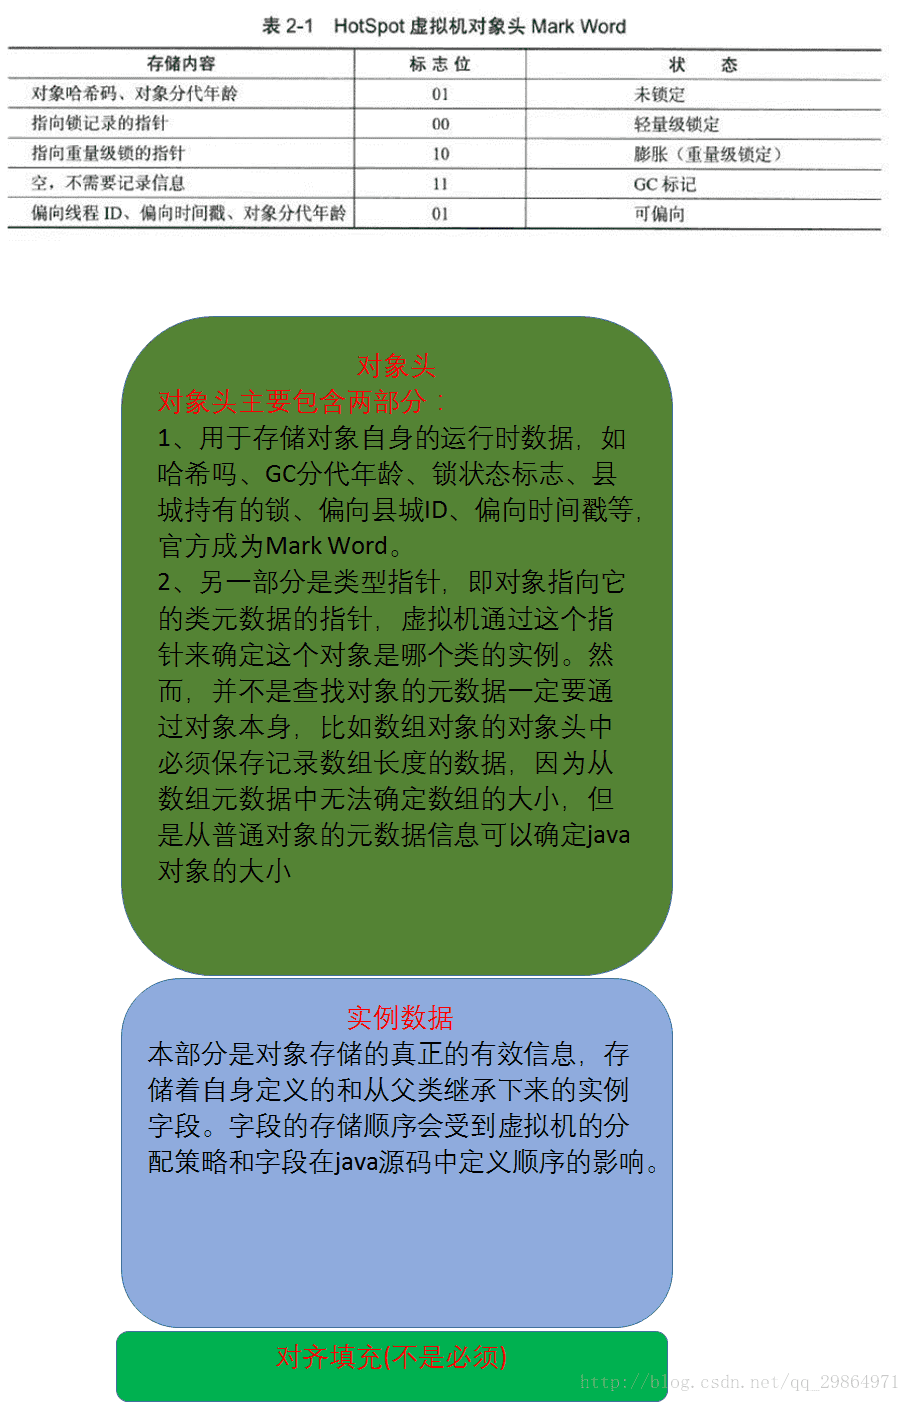 表 2-1 HotSpot 虚拟机对象头 Mark Word
存储内容 标 志 位 状 态
对象哈希码、对象分代年龄 01 未锁定
指向锁记录的指针 00 轻量级锁定
指向重量级锁的指针 10 膨胀（重量级锁定）
空，不需要记录信息 11 GC 标记
偏向线程 ID、偏向时间戳、对象分代年龄 01 可偏向
对象头
对象头主要包含两部分：
1、用于存储对象自身的运行时数据，如
哈希吗、GC分代年龄、锁状态标志、县
城持有的锁、偏向县城ID、偏向时间戳等，
官方成为Mark Word。
2、另一部分是类型指针，即对象指向它
的类元数据的指针，虚拟机通过这个指
针来确定这个对象是哪个类的实例。然
而，并不是查找对象的元数据一定要通
过对象本身，比如数组对象的对象头中
必须保存记录数组长度的数据，因为从
数组元数据中无法确定数组的大小，但
是从普通对象的元数据信息可以确定java
对象的大小
实例数据
本部分是对象存储的真正的有效信息，存
储着自身定义的和从父类继承下来的实例
字段。字段的存储顺序会受到虚拟机的分
配策略和字段在java源码中定义顺序的影响。
对齐填充(不是必须)
http://blog.csdn.net/qq_29864971